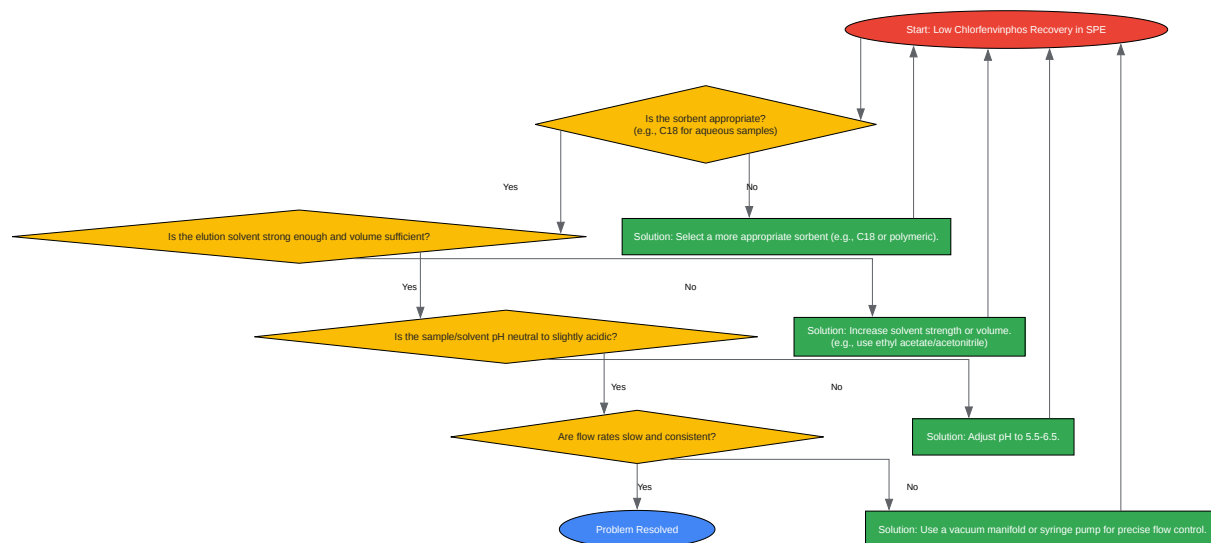 Start: Low Chlorfenvinphos Recovery in SPE
Is the sorbent appropriate?
(e.g., C18 for aqueous samples)
Yes
No
Is the elution solvent strong enough and volume sufficient?
Solution: Select a more appropriate sorbent (e.g., C18 or polymeric).
Yes
No
Is the sample/solvent pH neutral to slightly acidic?
Solution: Increase solvent strength or volume.
(e.g., use ethyl acetate/acetonitrile)
Yes
No
Are flow rates slow and consistent?
Solution: Adjust pH to 5.5-6.5.
Yes
No
Problem Resolved
Solution: Use a vacuum manifold or syringe pump for precise flow control.